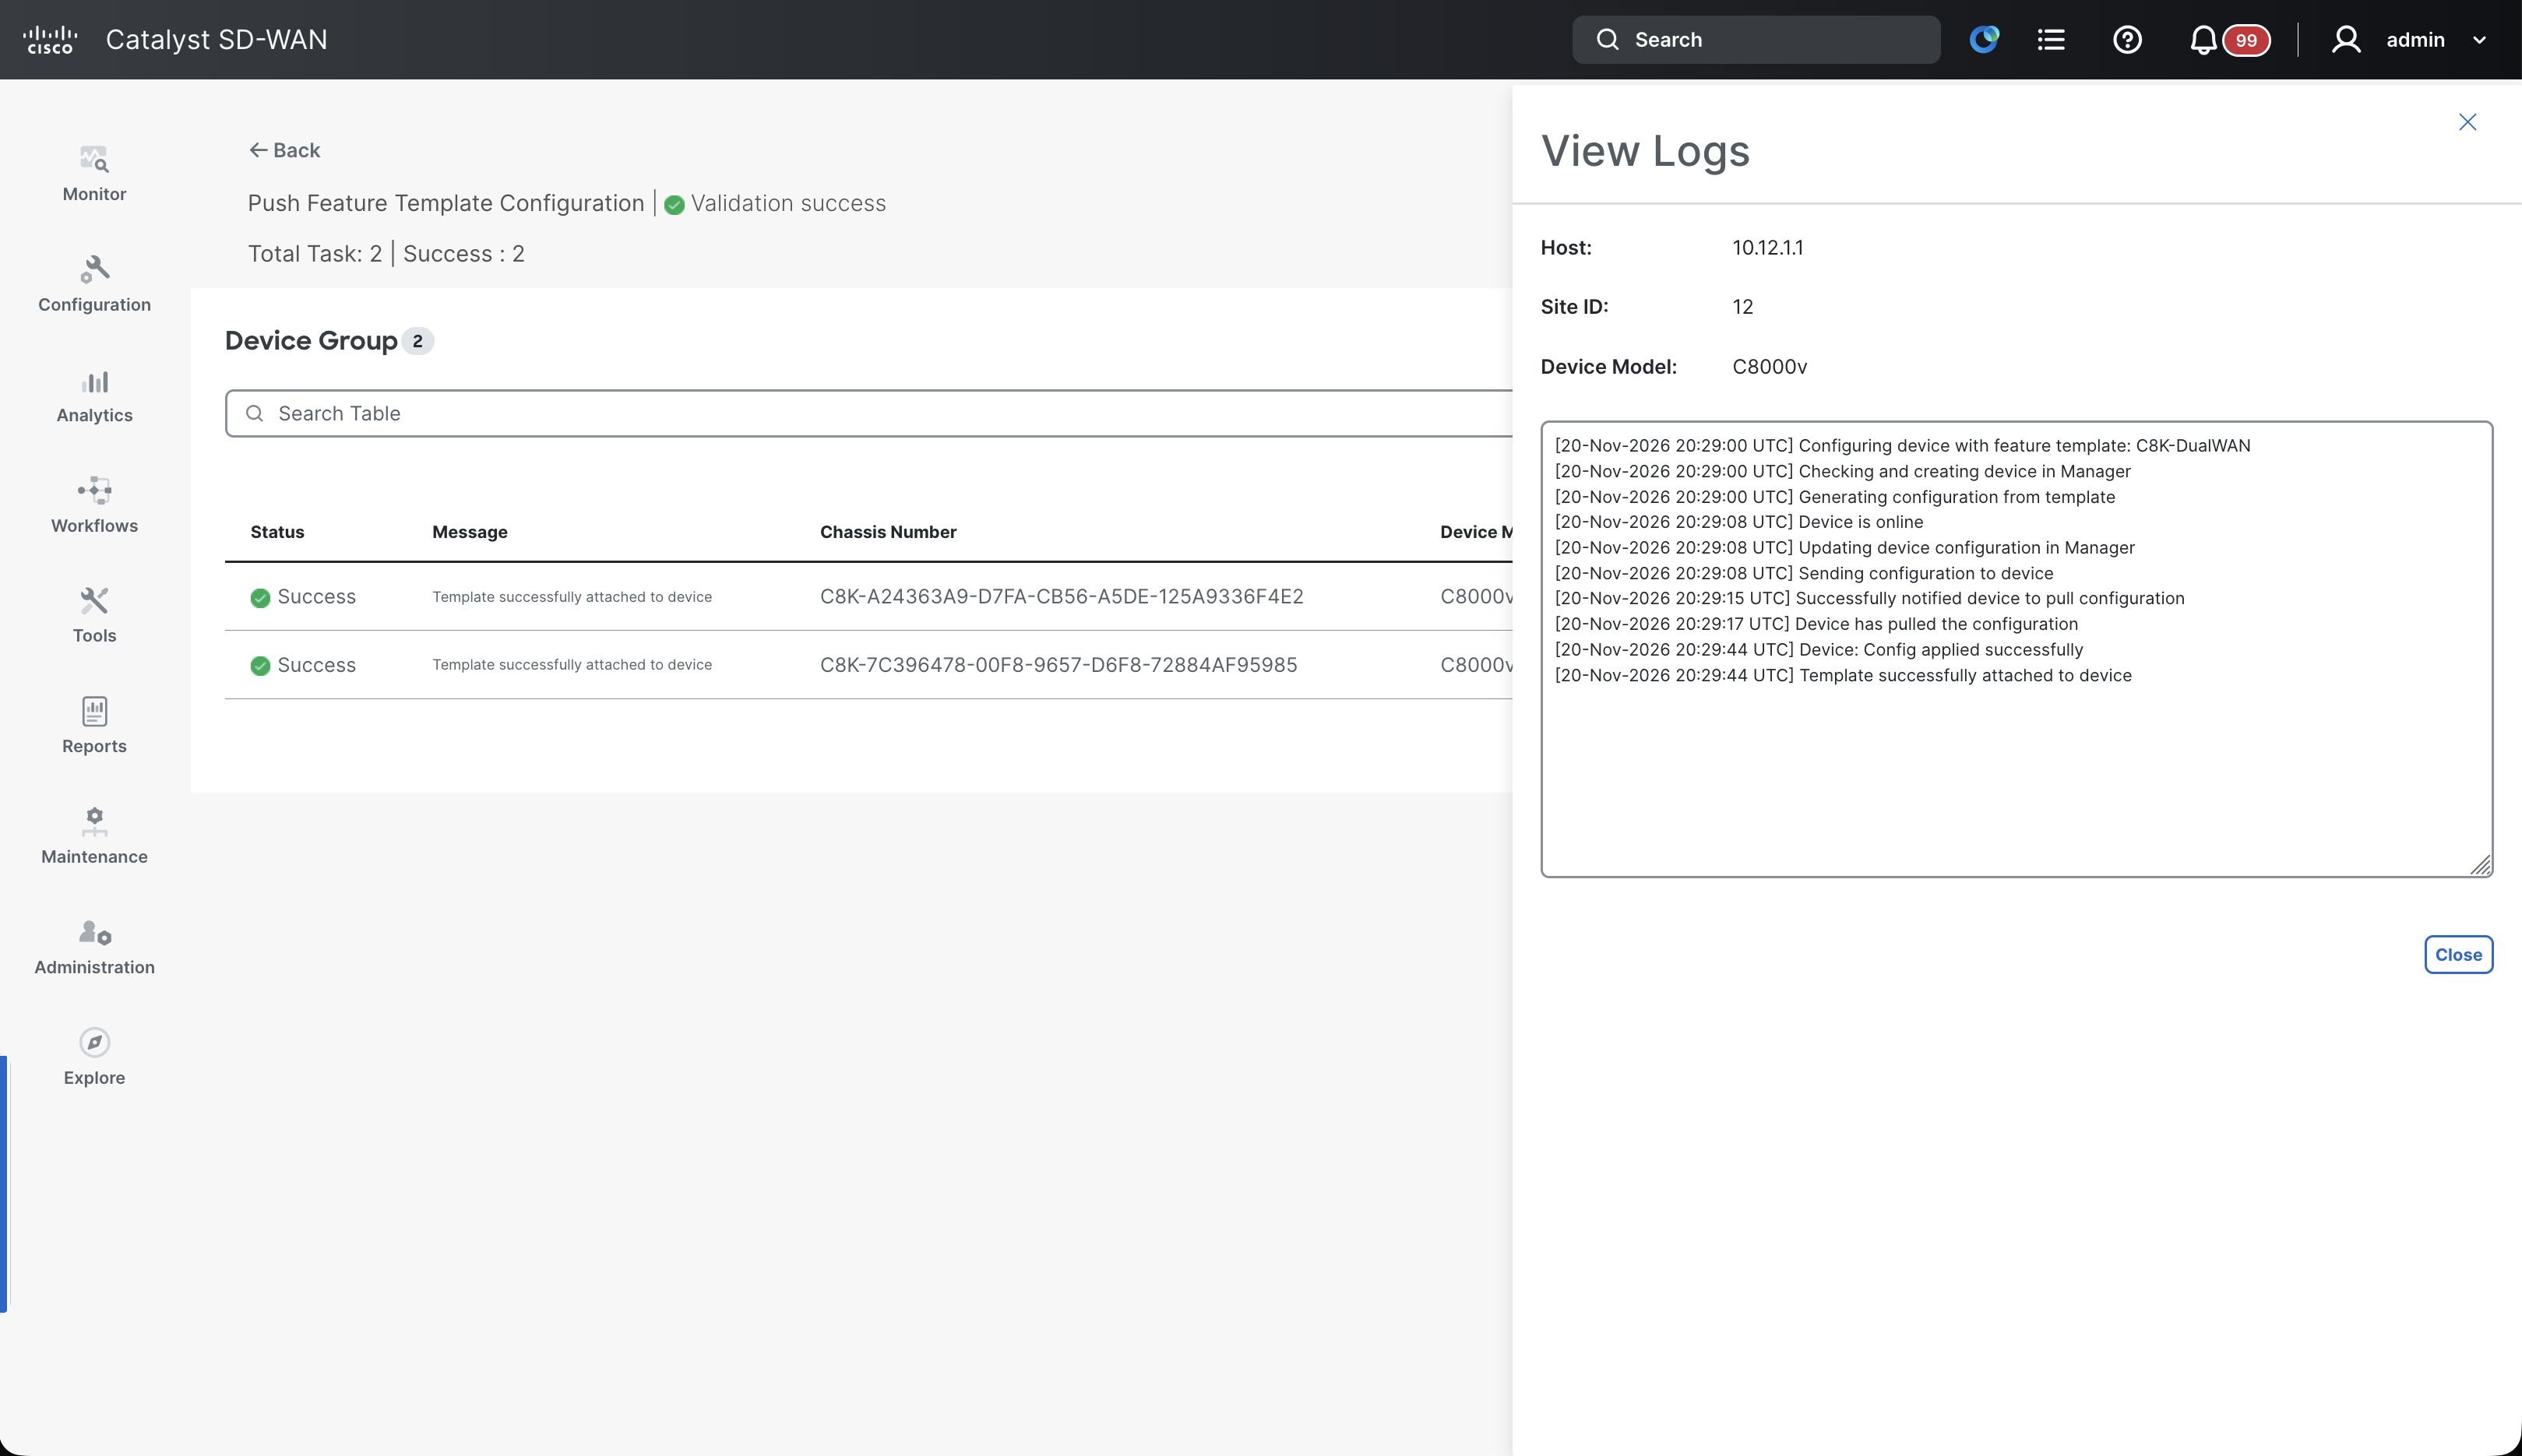 CISCO
Catalyst SD-WAN
Search
99
admin
Monitor
Configuration
Analytics
Workflows
Tools
Reports
Maintenance
Administration
Explore
Back
Push Feature Template Configuration | Validation success
Total Task: 2 | Success : 2
Device Group 2
Search Table
Status Message Chassis Number Device M
Success Template successfully attached to device C8K-A24363A9-D7FA-CB56-A5DE-125A9336F4E2 C8000v
Success Template successfully attached to device C8K-7C396478-00F8-9657-D6F8-72884AF95985 C8000v
View Logs
Host: 10.12.1.1
Site ID: 12
Device Model: C8000v
[20-Nov-2026 20:29:00 UTC] Configuring device with feature template: C8K-DualWAN
[20-Nov-2026 20:29:00 UTC] Checking and creating device in Manager
[20-Nov-2026 20:29:00 UTC] Generating configuration from template
[20-Nov-2026 20:29:08 UTC] Device is online
[20-Nov-2026 20:29:08 UTC] Updating device configuration in Manager
[20-Nov-2026 20:29:08 UTC] Sending configuration to device
[20-Nov-2026 20:29:15 UTC] Successfully notified device to pull configuration
[20-Nov-2026 20:29:17 UTC] Device has pulled the configuration
[20-Nov-2026 20:29:44 UTC] Device: Config applied successfully
[20-Nov-2026 20:29:44 UTC] Template successfully attached to device
Close